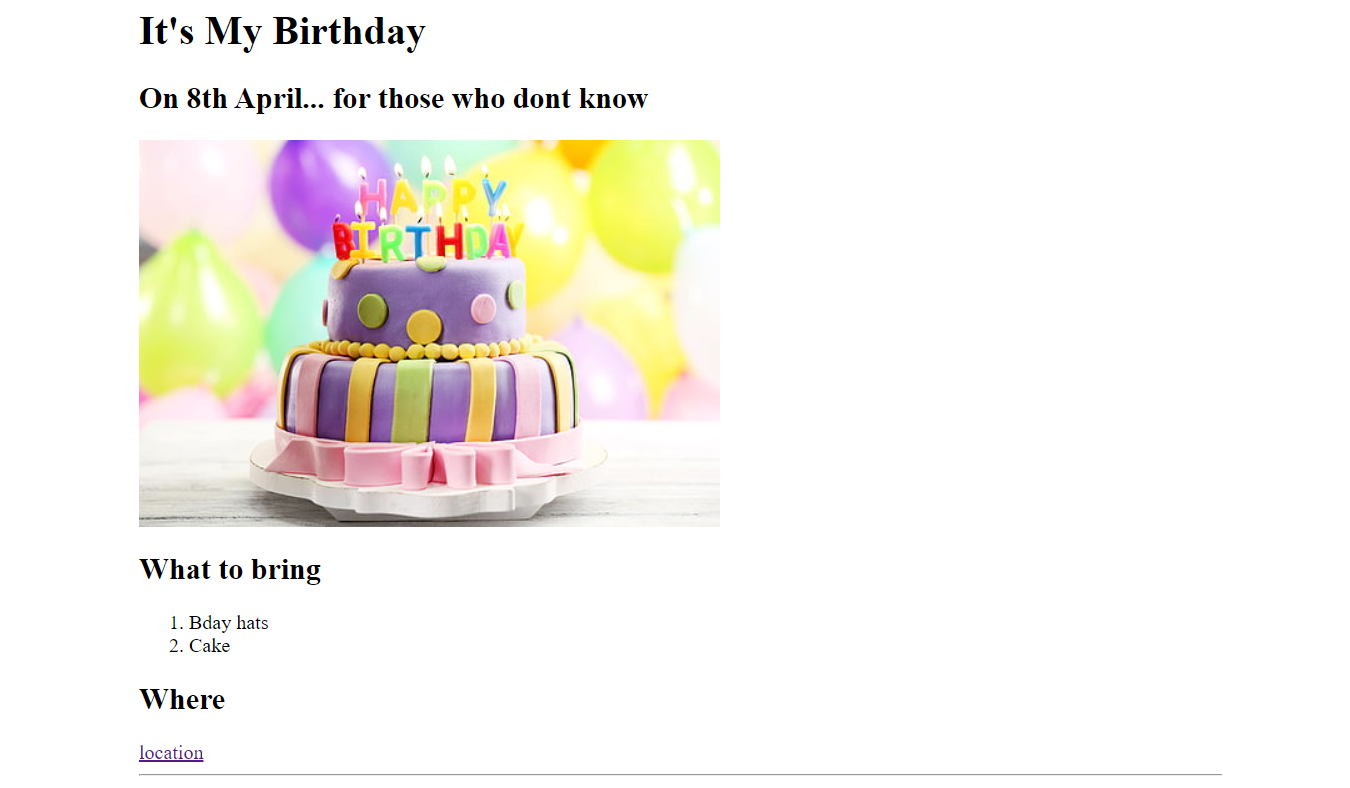 It's My Birthday
On 8th April... for those who dont know
HAPPY
BIRTHDAY
What to bring
1. Bday hats
2. Cake
Where
location